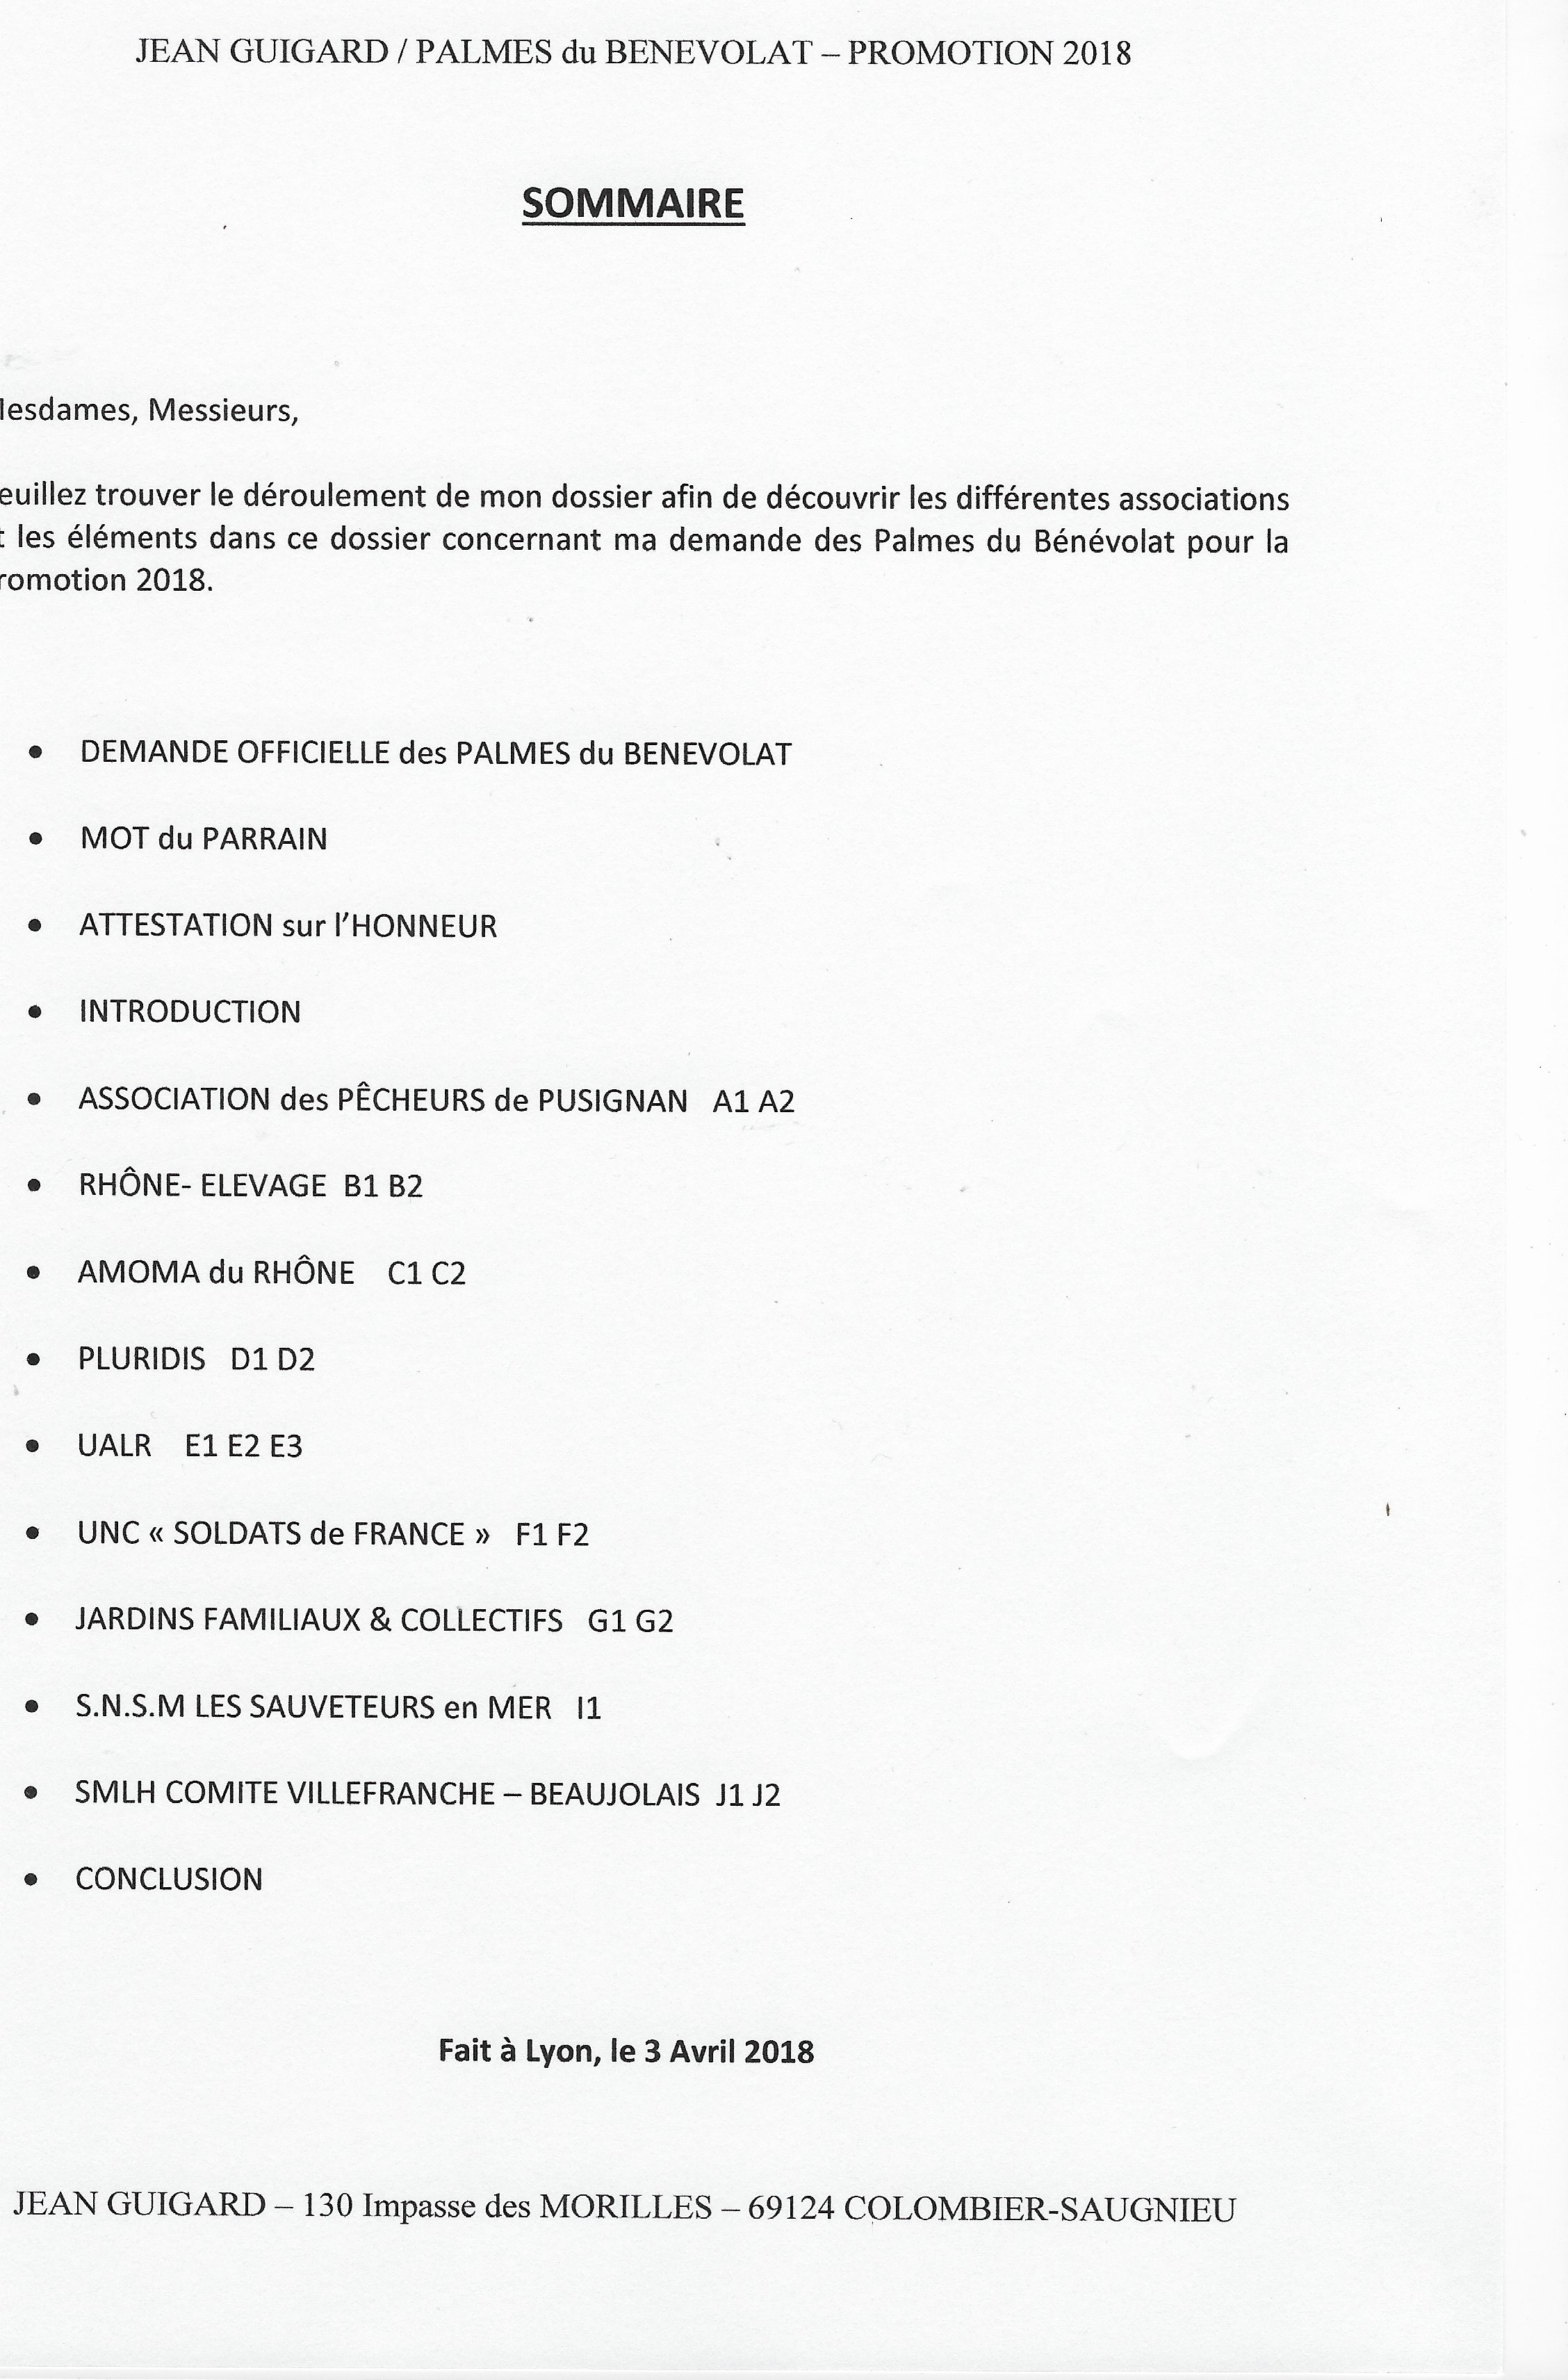 JEAN GUIGARD / PALMES du BENEVOLAT – PROMOTION 2018
SOMMAIRE
lesdames, Messieurs,
euillez trouver le déroulement de mon dossier afin de découvrir les différentes associations
t les éléments dans ce dossier concernant ma demande des Palmes du Bénévolat pour la
romotion 2018.
• DEMANDE OFFICIELLE des PALMES du BENEVOLAT
• MOT du PARRAIN
• ATTESTATION sur l'HONNEUR
• INTRODUCTION
• ASSOCIATION des PÊCHEURS de PUSIGNAN A1 A2
• RHÔNE- ELEVAGE B1 B2
• AMOMA du RHÔNE C1 C2
• PLURIDIS D1 D2
• UALR E1 E2 E3
• UNC « SOLDATS de FRANCE » F1 F2
• JARDINS FAMILIAUX & COLLECTIFS G1 G2
• S.N.S.M LES SAUVETEURS en MER I1
• SMLH COMITE VILLEFRANCHE – BEAUJOLAIS J1 J2
• CONCLUSION
Fait à Lyon, le 3 Avril 2018
JEAN GUIGARD – 130 Impasse des MORILLES – 69124 COLOMBIER-SAUGNIEU